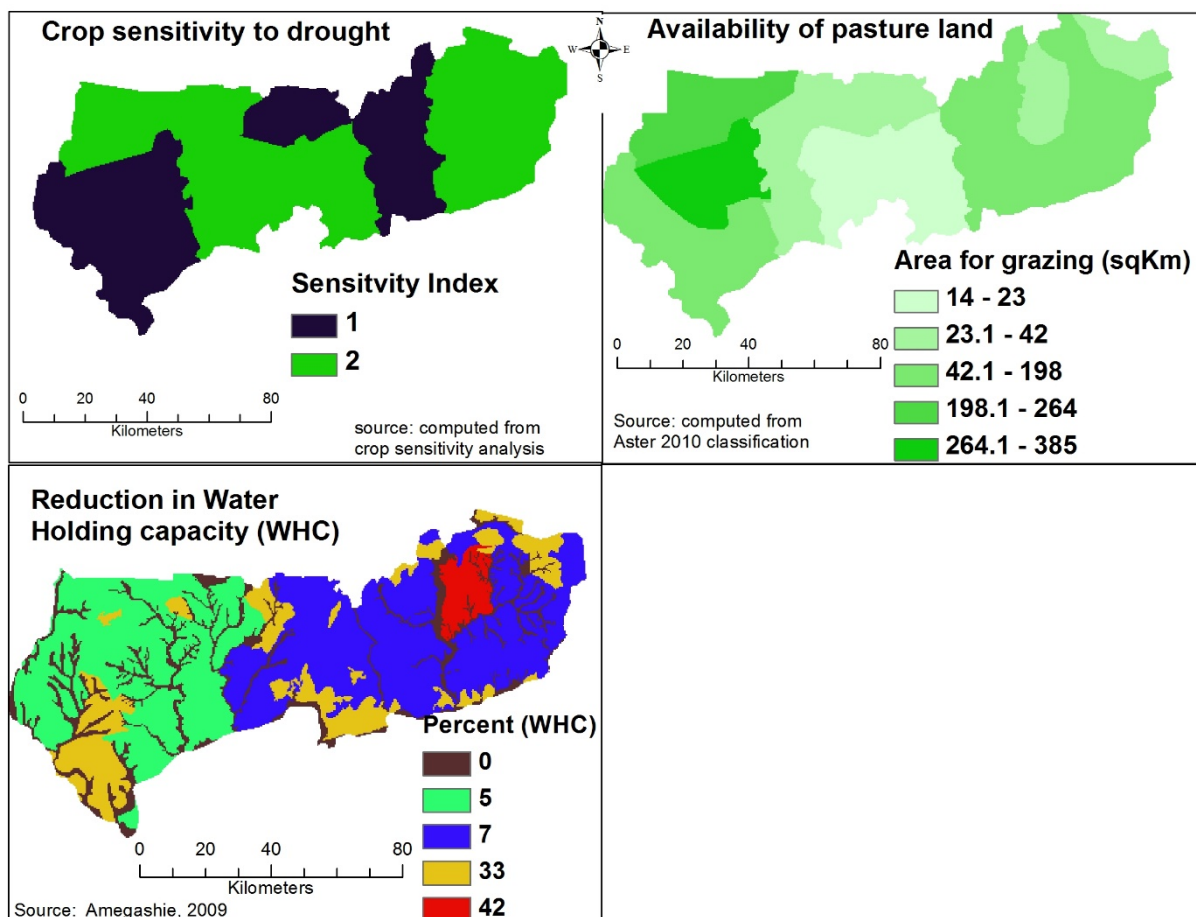 Crop sensitivity to drought
N
W E
S
Sensitvity Index
1
2
0 20 40 80
Kilometers
source: computed from
crop sensitivity analysis
Availability of pasture land
Area for grazing (sqKm)
14 - 23
23.1 - 42
42.1 - 198
198.1 - 264
264.1 - 385
0 20 40 80
Kilometers
Source: computed from
Aster 2010 classification
Reduction in Water
Holding capacity (WHC)
Percent (WHC)
0
5
7
33
42
0 20 40 80
Kilometers
Source: Amegashie, 2009